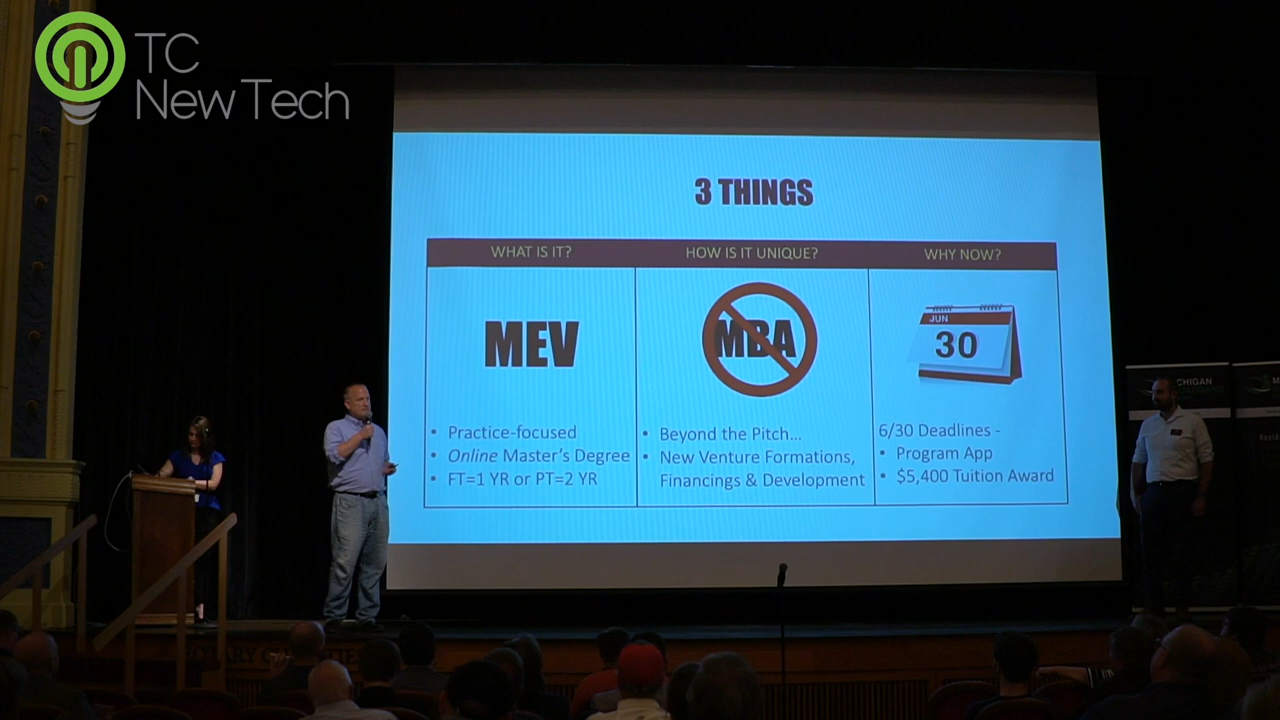 TC
NewTech
3 THINGS
WHAT IS IT?
HOW IS IT UNIQUE?
WHY NOW?
MEV
MBA
JUN
30
• Practice-focused
• Online Master's Degree
• FT=1 YR or PT=2 YR
• Beyond the Pitch...
• New Venture Formations,
Financings & Development
6/30 Deadlines -
• Program App
• $5,400 Tuition Award
CHIGAN
M